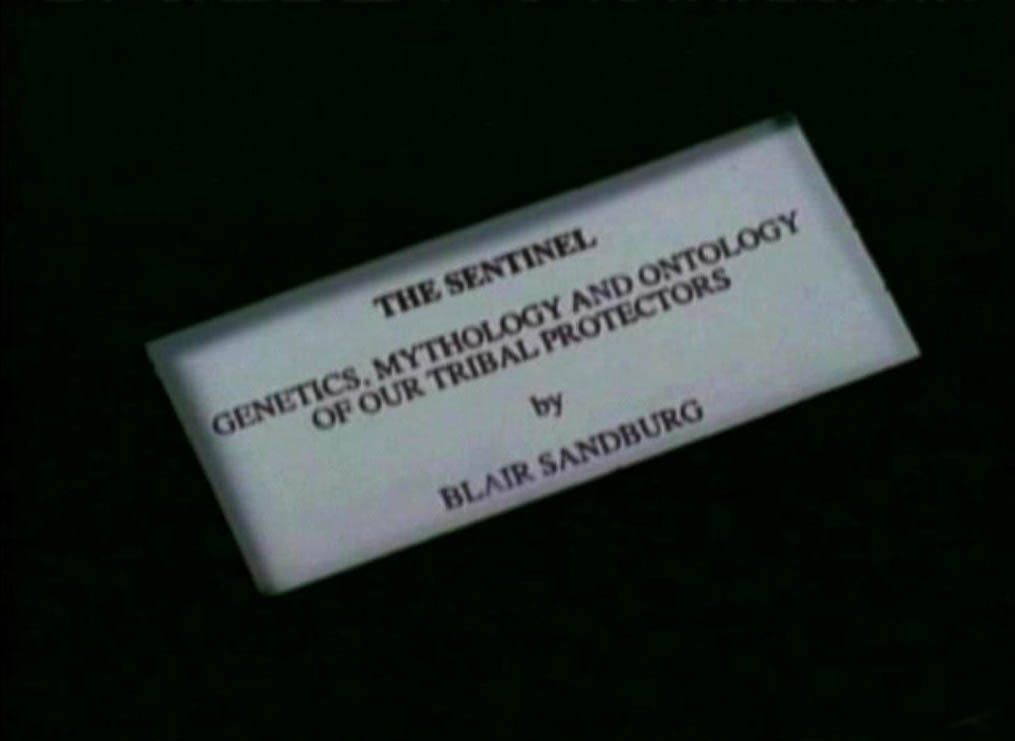 THE SENTINEL
GENETICS, MYTHOLOGY AND ONTOLOGY
OF OUR TRIBAL PROTECTORS
by
BLAIR SANDBURG